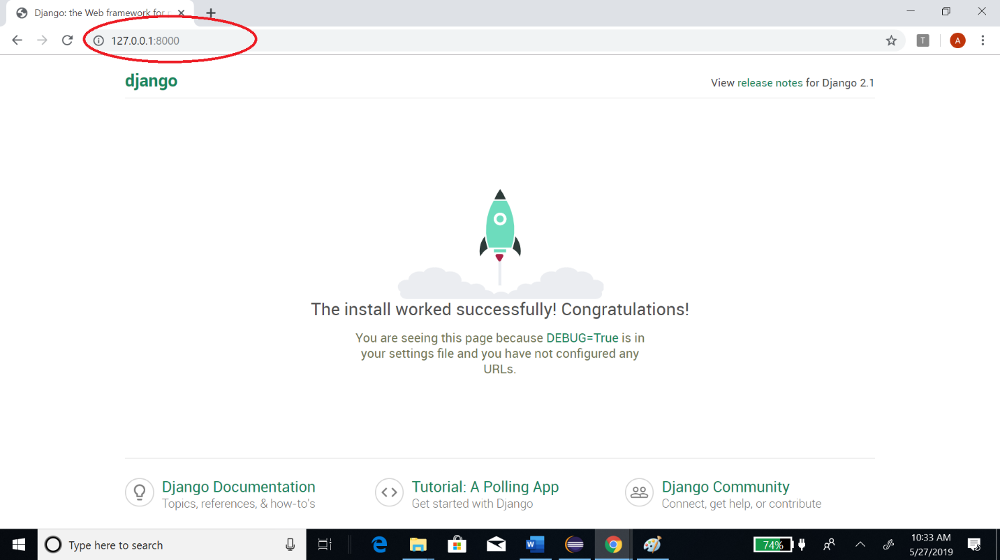 Django: the Web framework for
127.0.0.1:8000
T
A
django
View release notes for Django 2.1
The install worked successfully! Congratulations!
You are seeing this page because DEBUG=True is in
your settings file and you have not configured any
URLs.
Django Documentation
Topics, references, & how-to's
Tutorial: A Polling App
Get started with Django
Django Community
Connect, get help, or contribute
Type here to search
W
74%
10:33 AM
5/27/2019